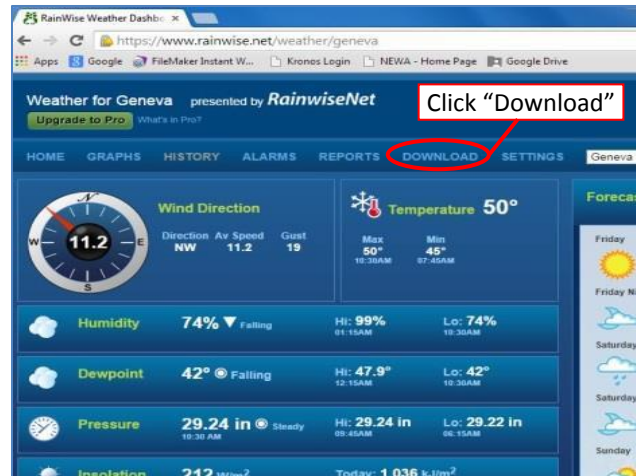 RainWise Weather Dashbo
https://www.rainwise.net/weather/geneva
Apps Google FileMaker Instant W... Kronos Login NEWA - Home Page Google Drive
Weather for Geneva presented by RainwiseNet
Click “Download”
Upgrade to Pro What's in Pro?
HOME GRAPHS HISTORY ALARMS REPORTS DOWNLOAD SETTINGS Geneva
N
W
E
S
11.2
Wind Direction
Direction Av Speed Gust
NW 11.2 19
Temperature 50°
Max Min
50° 45°
10:30AM 07:45AM
Forecas
Friday
Friday Ni
Saturday
Saturday
Sunday
Humidity 74% Falling Hi: 99% Lo: 74%
01:15AM 10:30AM
Dewpoint 42° Falling Hi: 47.9° Lo: 42°
12:15AM 10:30AM
Pressure 29.24 in Steady Hi: 29.24 in Lo: 29.22 in
10:30 AM 09:45AM 06:15AM
Insolation 212 W/m² Today: 1,036 kJ/m²